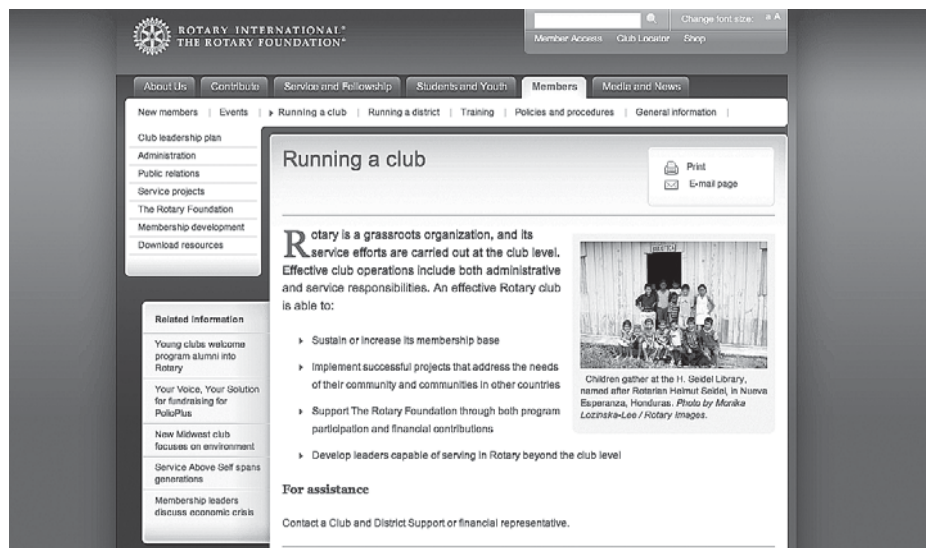 ROTARY INTERNATIONAL®
THE ROTARY FOUNDATION®
Change font size: a A
Member Access Club Locator Shop
About Us Contribute Service and Fellowship Students and Youth Members Media and News
New members | Events | Running a club | Running a district | Training | Policies and procedures | General information |
Club leadership plan
Administration
Public relations
Service projects
The Rotary Foundation
Membership development
Download resources
Related Information
Young clubs welcome
program alumni into
Rotary
Your Voice, Your Solution
for fundraising for
PolioPlus
New Midwest club
focuses on environment
Service Above Self spans
generations
Membership leaders
discuss economic crisis
Running a club
Print
E-mail page
Rotary is a grassroots organization, and its
service efforts are carried out at the club level.
Effective club operations include both administrative
and service responsibilities. An effective Rotary club
is able to:
Sustain or increase its membership base
Implement successful projects that address the needs
of their community and communities in other countries
Support The Rotary Foundation through both program
participation and financial contributions
Develop leaders capable of serving in Rotary beyond the club level
Children gather at the H. Seidel Library,
named after Rotarian Helmut Seidel, in Nueva
Esperanza, Honduras. Photo by Monika
Lozinska-Lee / Rotary Images.
For assistance
Contact a Club and District Support or financial representative.